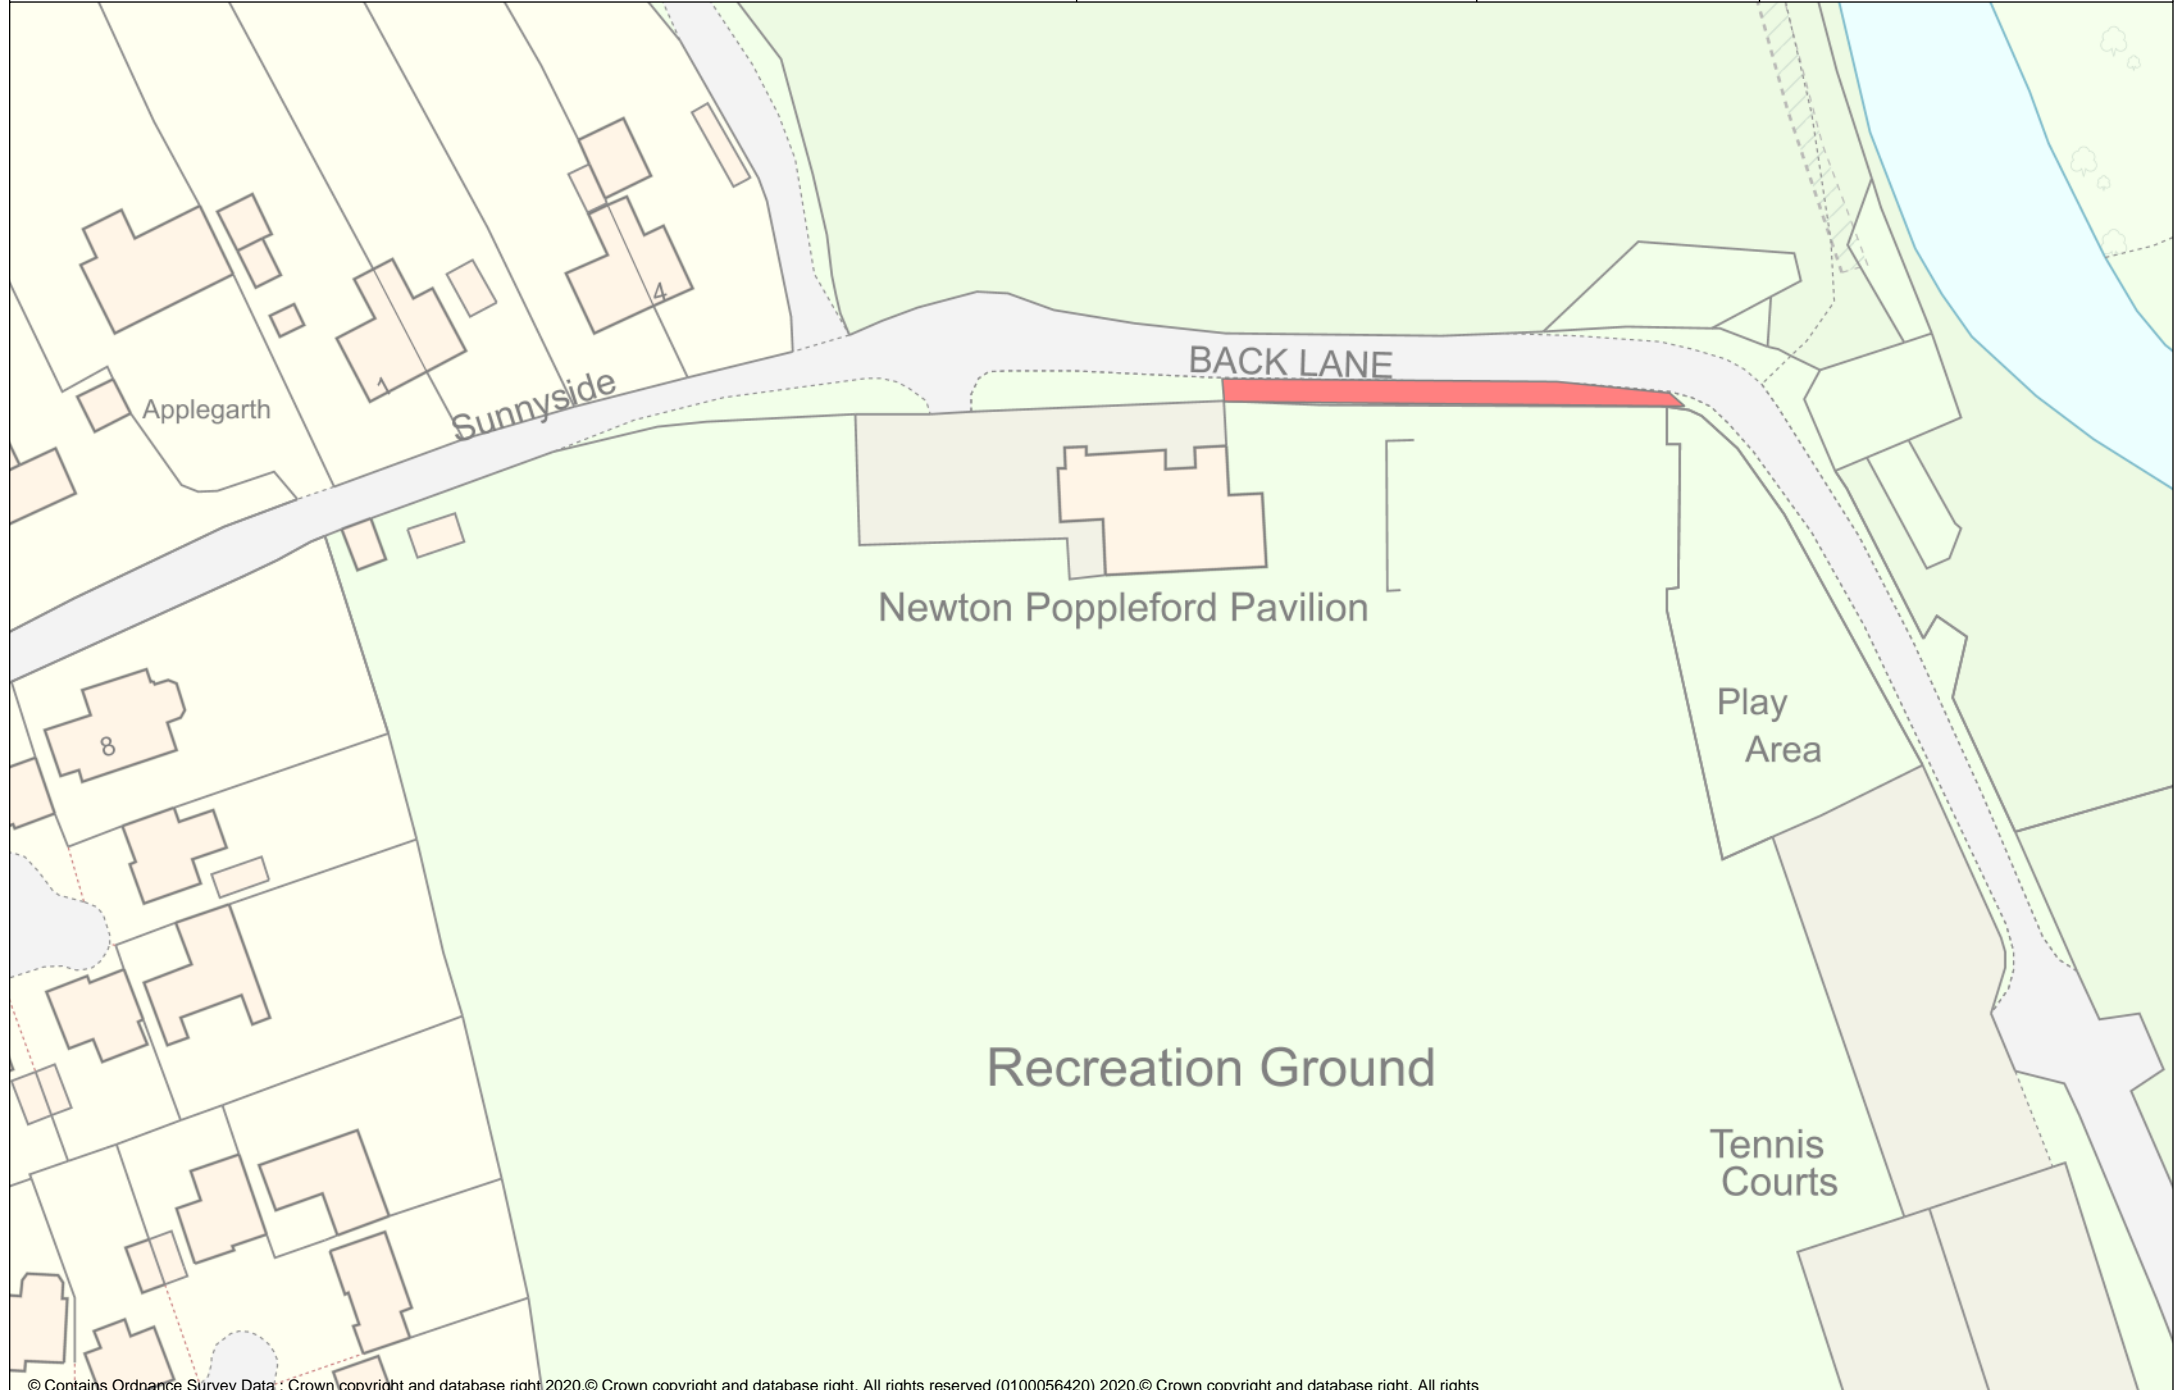 4
BACK LANE
1
Sunnyside
Applegarth
Newton Poppleford Pavilion
Play
Area
8
Recreation Ground
Tennis
Courts
© Contains Ordnance Survey Data : Crown copyright and database right 2020.© Crown copyright and database right. All rights reserved (0100056420) 2020.© Crown copyright and database right. All rights